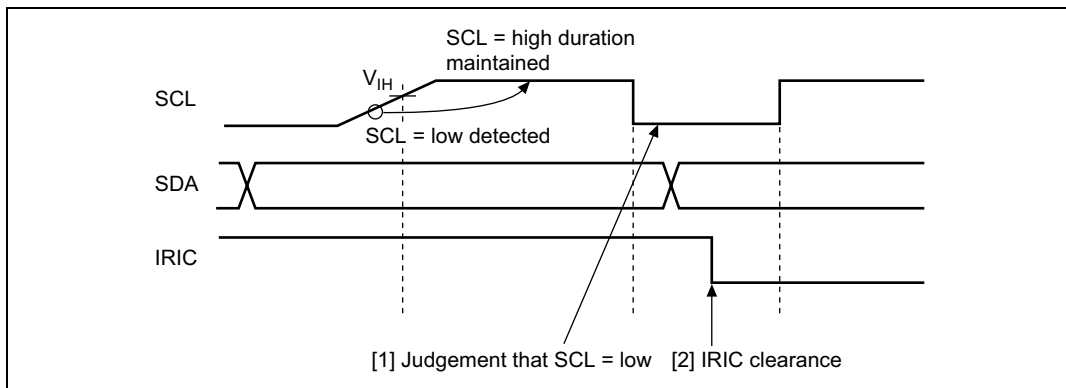 SCL = high duration
maintained
V_IH
SCL
SCL = low detected
SDA
IRIC
[1] Judgement that SCL = low
[2] IRIC clearance